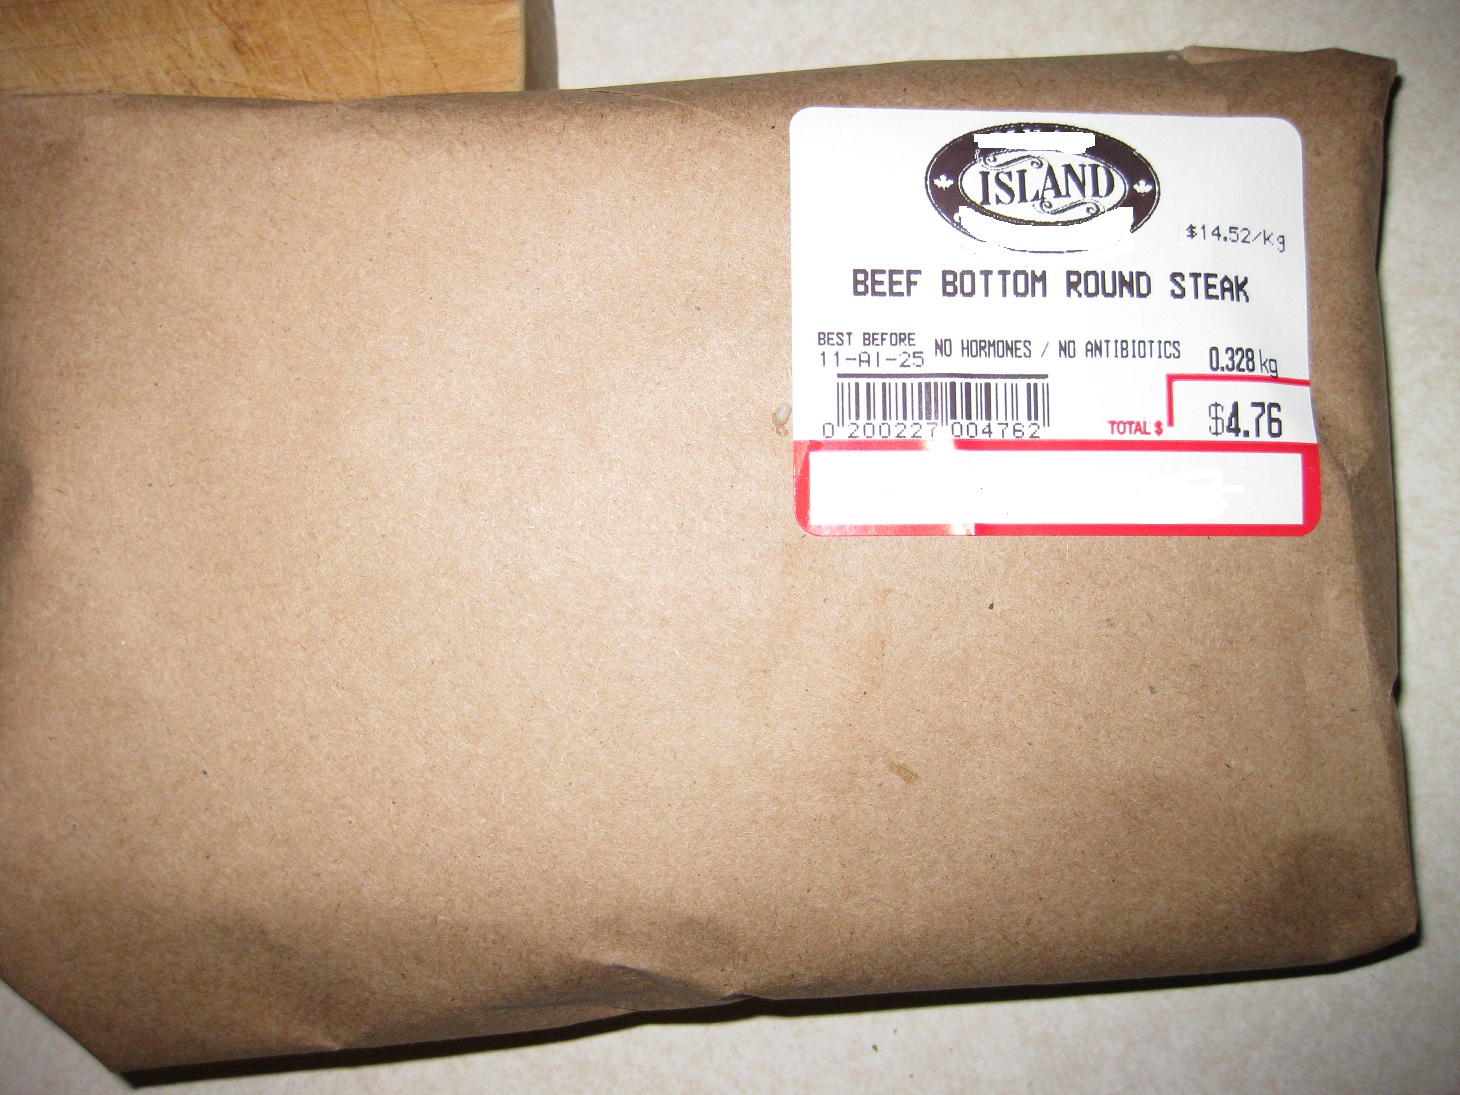 ISLAND
$14.52/kg
BEEF BOTTOM ROUND STEAK
BEST BEFORE
11-AI-25
NO HORMONES / NO ANTIBIOTICS
0.328 kg
0 200227 004762
TOTAL $
$4.76